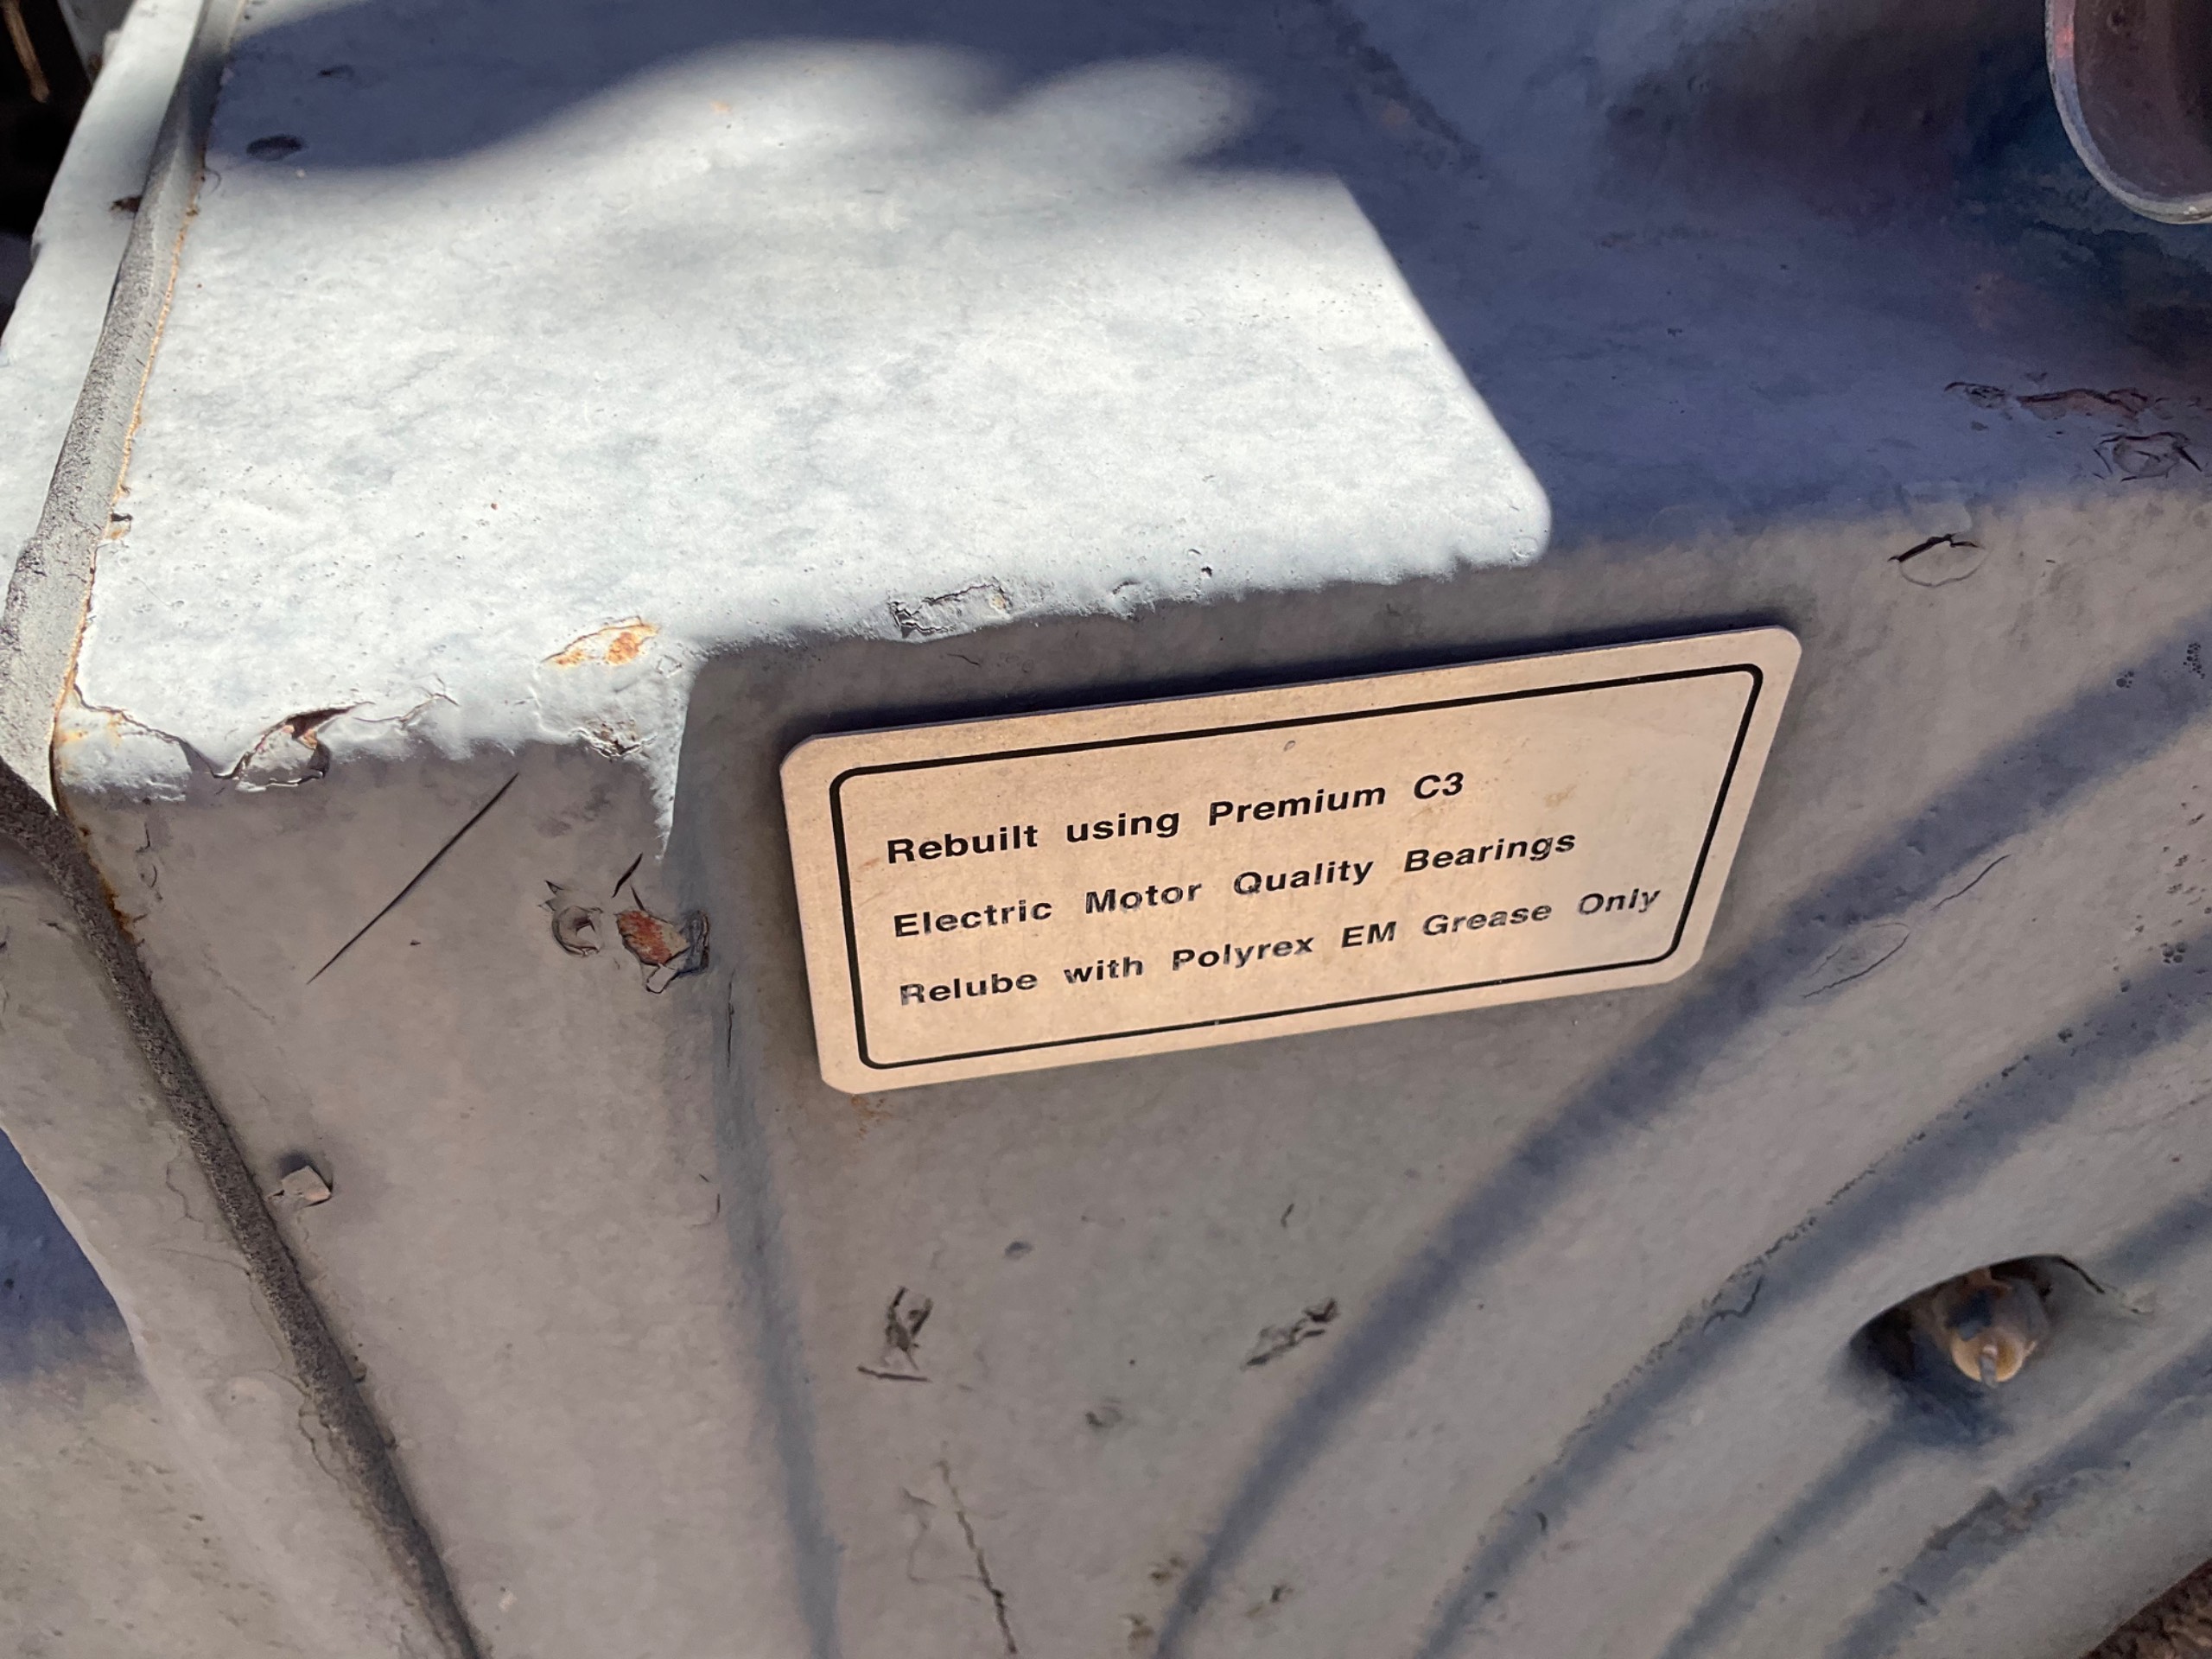 Rebuilt using Premium C3
Electric Motor Quality Bearings
Relube with Polyrex EM Grease Only